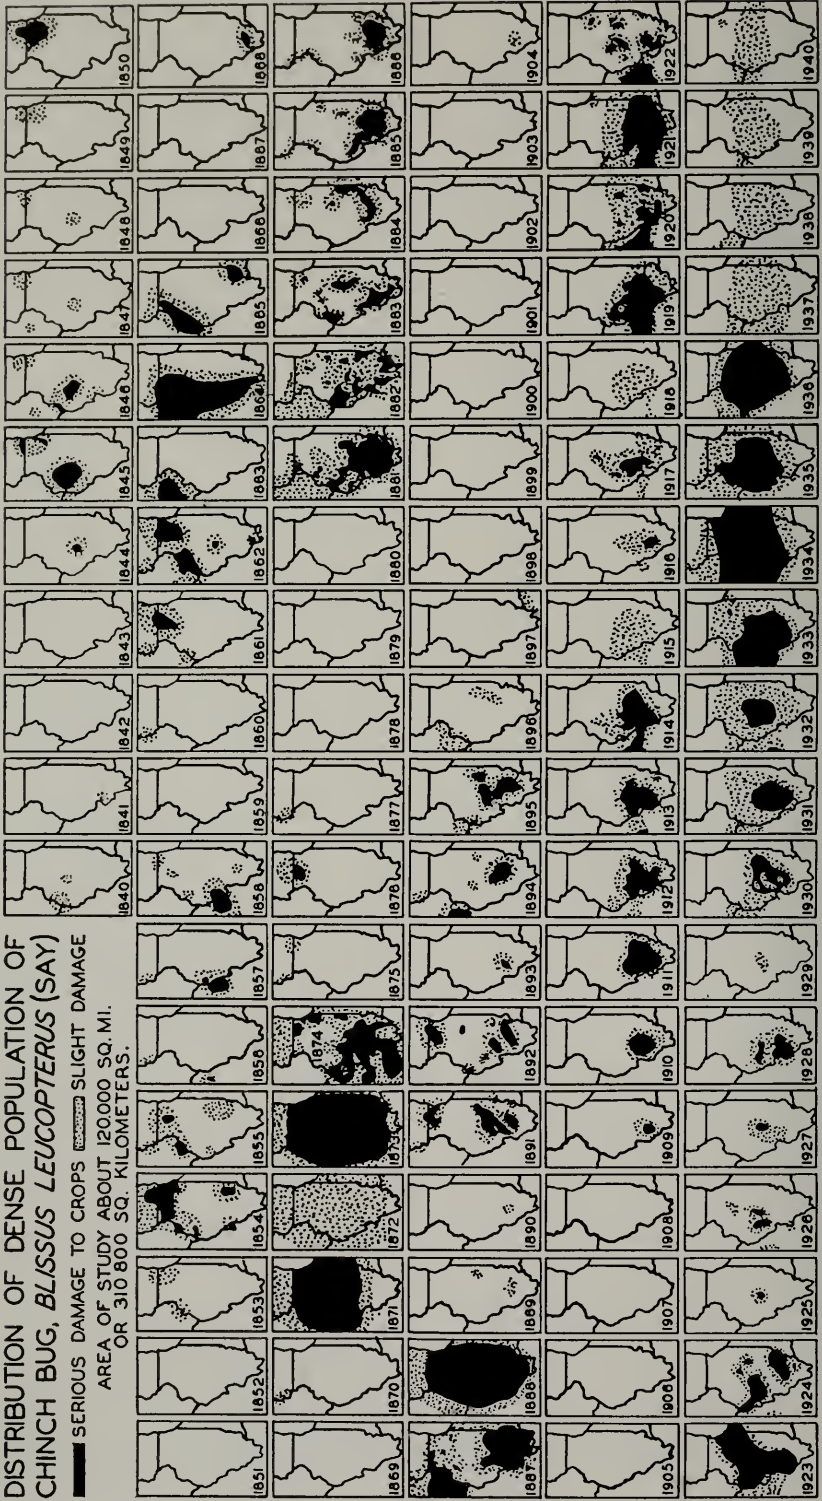 DISTRIBUTION OF DENSE POPULATION OF
CHINCH BUG, BLISSUS LEUCOPTERUS (SAY)
SERIOUS DAMAGE TO CROPS SLIGHT DAMAGE
AREA OF STUDY ABOUT 120,000 SQ. MI.
OR 310 800 SQ. KILOMETERS.
1840 1841 1842 1843 1844 1845 1846 1847 1848 1849 1850
1851 1852 1853 1854 1855 1856 1857 1858 1859 1860 1861 1862 1863 1864 1865 1866 1867 1868
1869 1870 1871 1872 1873 1874 1875 1876 1877 1878 1879 1880 1881 1882 1883 1884 1885 1886
1887 1888 1889 1890 1891 1892 1893 1894 1895 1896 1897 1898 1899 1900 1901 1902 1903 1904
1905 1906 1907 1908 1909 1910 1911 1912 1913 1914 1915 1916 1917 1918 1919 1920 1921 1922
1923 1924 1925 1926 1927 1928 1929 1930 1931 1932 1933 1934 1935 1936 1937 1938 1939 1940